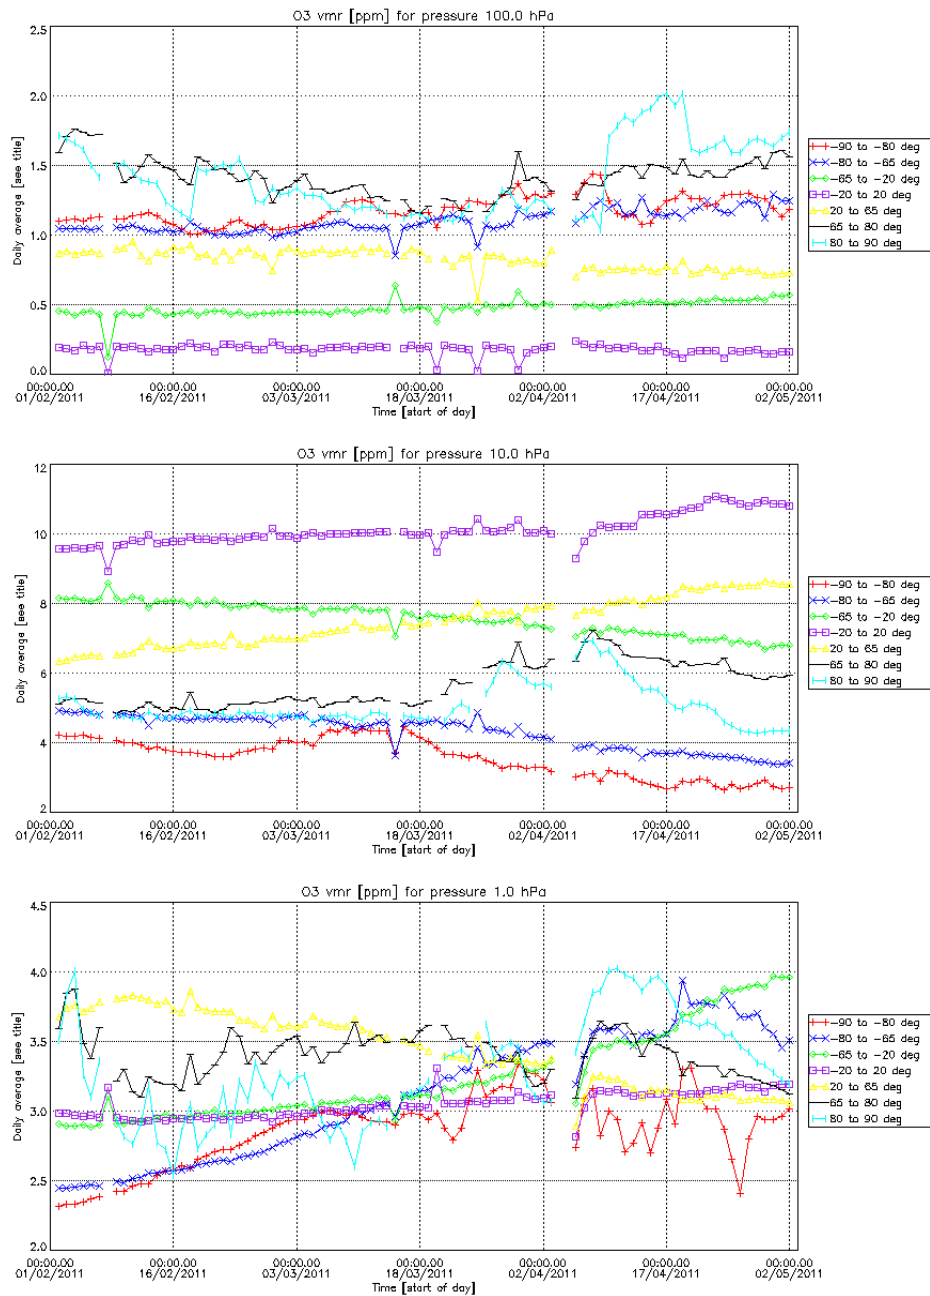 O3 vmr [ppm] for pressure 100.0 hPa
2.5
2.0
1.5
1.0
0.5
0.0
Daily average [see title]
00:00.00 00:00.00 00:00.00 00:00.00 00:00.00 00:00.00 00:00.00
01/02/2011 16/02/2011 03/03/2011 18/03/2011 02/04/2011 17/04/2011 02/05/2011
Time [start of day]
-90 to -80 deg
-80 to -65 deg
-65 to -20 deg
-20 to 20 deg
20 to 65 deg
65 to 80 deg
80 to 90 deg
O3 vmr [ppm] for pressure 10.0 hPa
12
10
8
6
4
2
Daily average [see title]
00:00.00 00:00.00 00:00.00 00:00.00 00:00.00 00:00.00 00:00.00
01/02/2011 16/02/2011 03/03/2011 18/03/2011 02/04/2011 17/04/2011 02/05/2011
Time [start of day]
-90 to -80 deg
-80 to -65 deg
-65 to -20 deg
-20 to 20 deg
20 to 65 deg
65 to 80 deg
80 to 90 deg
O3 vmr [ppm] for pressure 1.0 hPa
4.5
4.0
3.5
3.0
2.5
2.0
Daily average [see title]
00:00.00 00:00.00 00:00.00 00:00.00 00:00.00 00:00.00 00:00.00
01/02/2011 16/02/2011 03/03/2011 18/03/2011 02/04/2011 17/04/2011 02/05/2011
Time [start of day]
-90 to -80 deg
-80 to -65 deg
-65 to -20 deg
-20 to 20 deg
20 to 65 deg
65 to 80 deg
80 to 90 deg